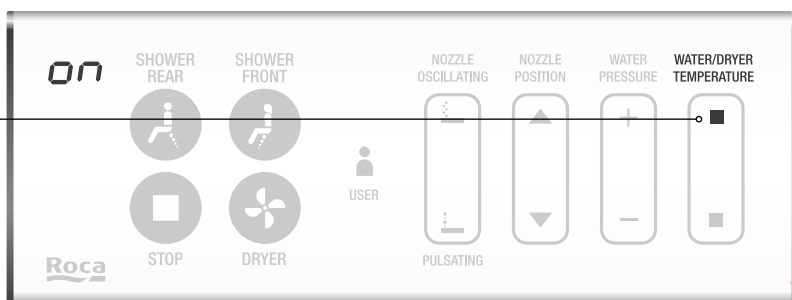 on
SHOWER
REAR
SHOWER
FRONT
NOZZLE
OSCILLATING
NOZZLE
POSITION
WATER
PRESSURE
WATER/DRYER
TEMPERATURE
USER
STOP
DRYER
PULSATING
Roca